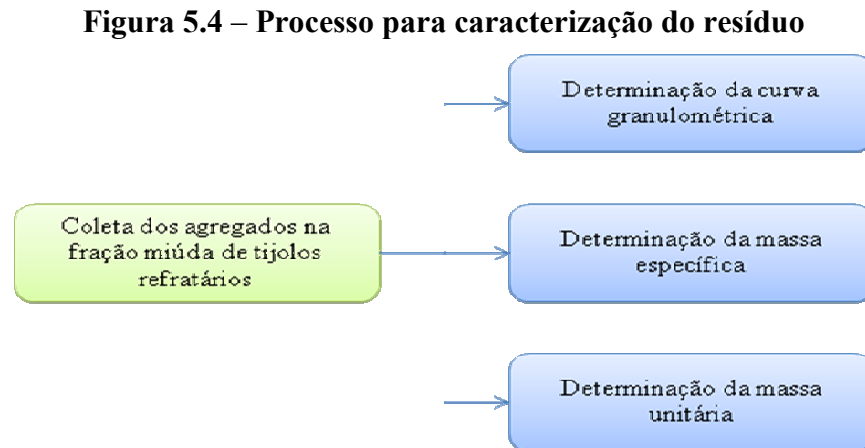 Figura 5.4 – Processo para caracterização do resíduo
Determinação da curva
granulométrica
Coleta dos agregados na
fração miúda de tijolos
refratários
Determinação da massa
específica
Determinação da massa
unitária